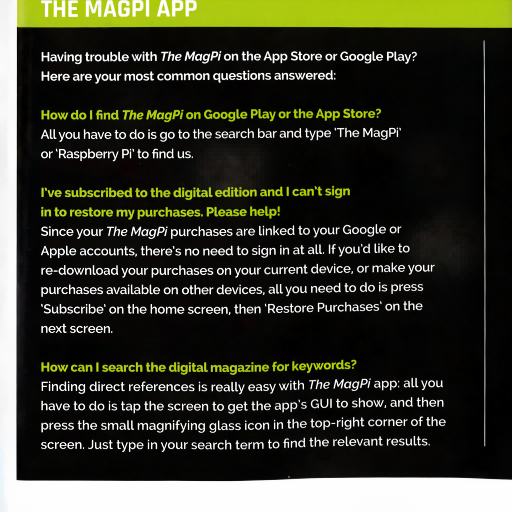 THE MAGPI APP
Having trouble with The MagPi on the App Store or Google Play?
Here are your most common questions answered:
How do I find The MagPi on Google Play or the App Store?
All you have to do is go to the search bar and type 'The MagPi'
or 'Raspberry Pi' to find us.
I've subscribed to the digital edition and I can't sign
in to restore my purchases. Please help!
Since your The MagPi purchases are linked to your Google or
Apple accounts, there's no need to sign in at all. If you'd like to
re-download your purchases on your current device, or make your
purchases available on other devices, all you need to do is press
'Subscribe' on the home screen, then 'Restore Purchases' on the
next screen.
How can I search the digital magazine for keywords?
Finding direct references is really easy with The MagPi app: all you
have to do is tap the screen to get the app's GUI to show, and then
press the small magnifying glass icon in the top-right corner of the
screen. Just type in your search term to find the relevant results.